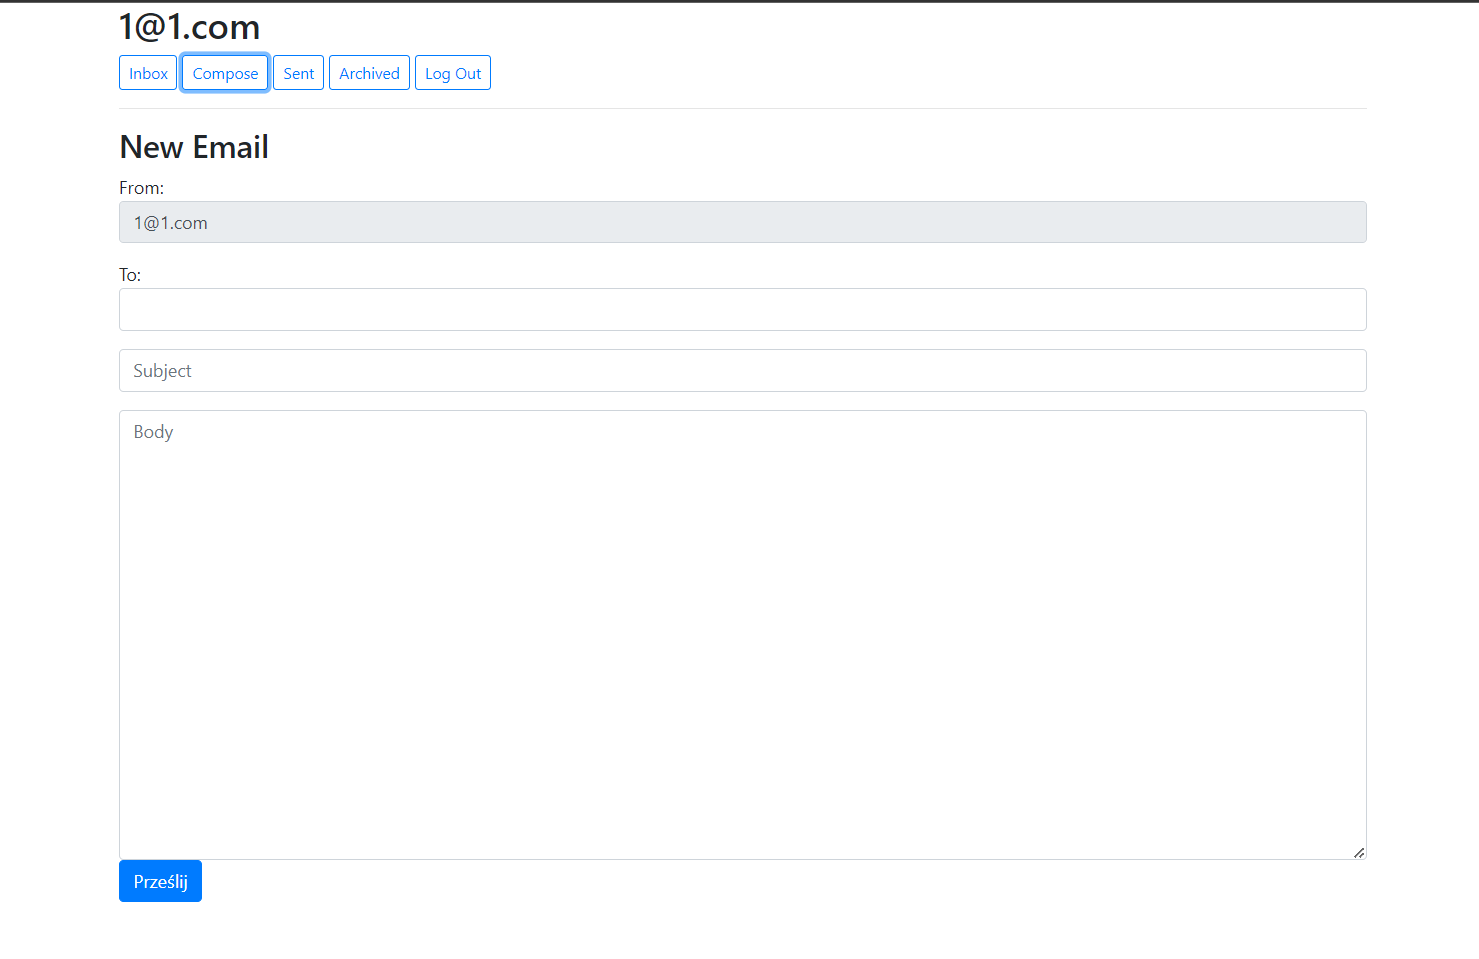 1@1.com
Inbox Compose Sent Archived Log Out
New Email
From:
1@1.com
To:
Subject
Body
Prześlij